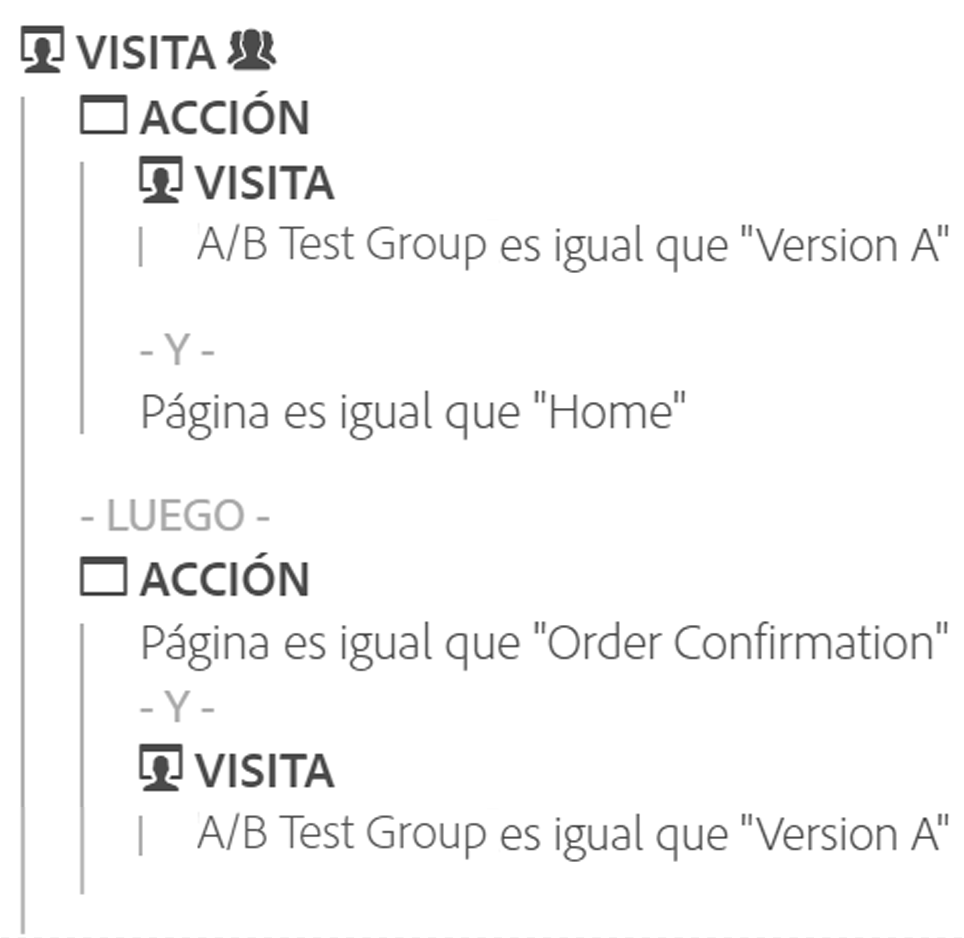 VISITA
ACCIÓN
VISITA
A/B Test Group es igual que "Version A"
- Y -
Página es igual que "Home"
- LUEGO -
ACCIÓN
Página es igual que "Order Confirmation"
- Y -
VISITA
A/B Test Group es igual que "Version A"